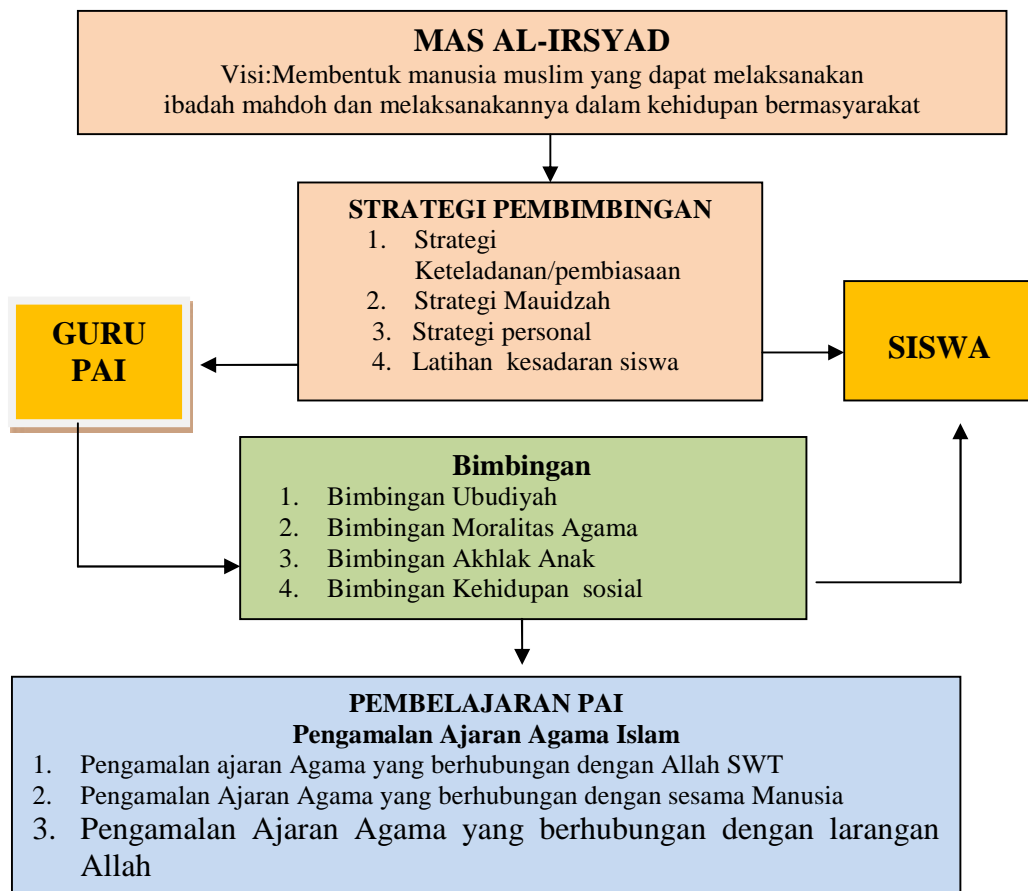 MAS AL-IRSYAD
Visi:Membentuk manusia muslim yang dapat melaksanakan
ibadah mahdoh dan melaksanakannya dalam kehidupan bermasyarakat
STRATEGI PEMBIMBINGAN
1. Strategi
Keteladanan/pembiasaan
2. Strategi Mauidzah
3. Strategi personal
4. Latihan kesadaran siswa
GURU
PAI
SISWA
Bimbingan
1. Bimbingan Ubudiyah
2. Bimbingan Moralitas Agama
3. Bimbingan Akhlak Anak
4. Bimbingan Kehidupan sosial
PEMBELAJARAN PAI
Pengamalan Ajaran Agama Islam
1. Pengamalan ajaran Agama yang berhubungan dengan Allah SWT
2. Pengamalan Ajaran Agama yang berhubungan dengan sesama Manusia
3. Pengamalan Ajaran Agama yang berhubungan dengan larangan
Allah